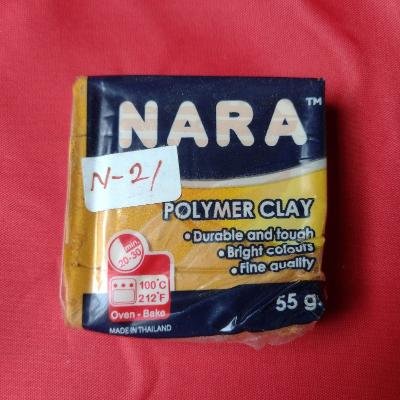 NARA™
N-21
POLYMER CLAY
•Durable and tough
•Bright colours
•Fine quality
min.
20-30
100°C
212°F
Oven - Bake
55 g.
MADE IN THAILAND